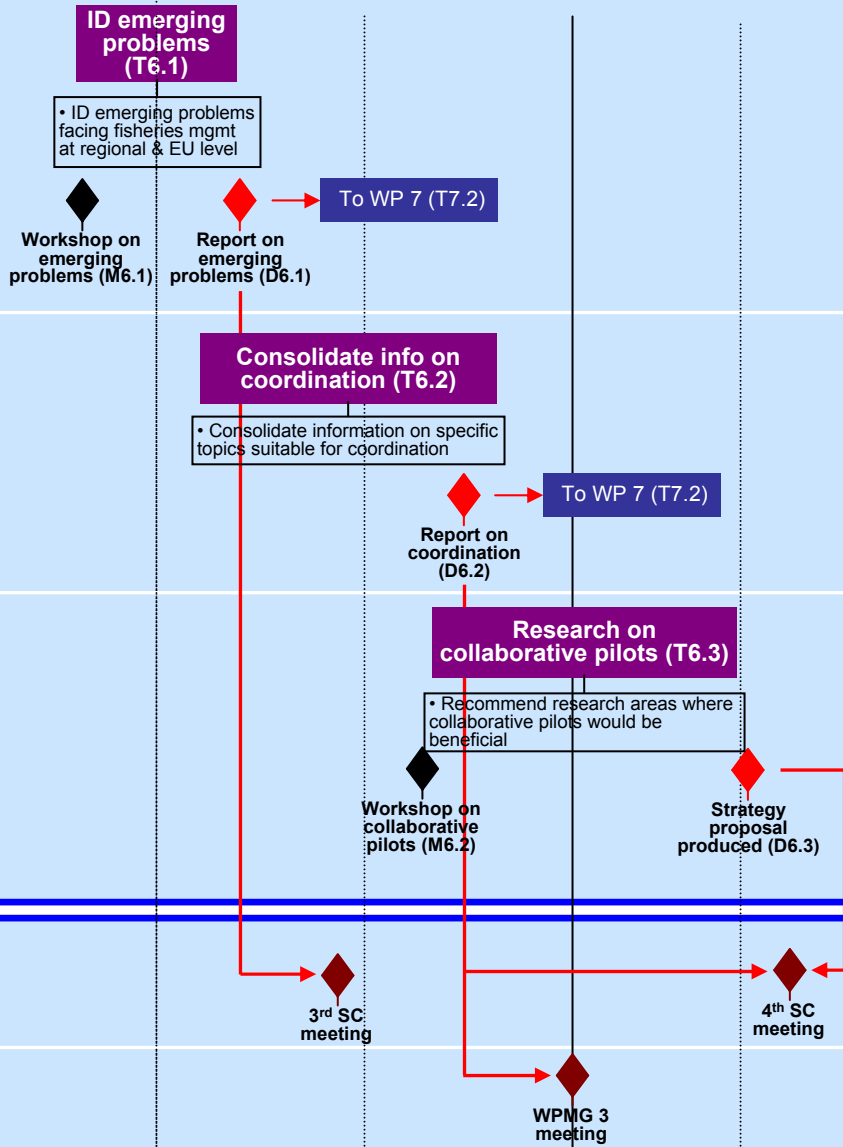 ID emerging
problems
(T6.1)
• ID emerging problems
facing fisheries mgmt
at regional & EU level
To WP 7 (T7.2)
Workshop on
emerging
problems (M6.1)
Report on
emerging
problems (D6.1)
Consolidate info on
coordination (T6.2)
• Consolidate information on specific
topics suitable for coordination
To WP 7 (T7.2)
Report on
coordination
(D6.2)
Research on
collaborative pilots (T6.3)
• Recommend research areas where
collaborative pilots would be
beneficial
Workshop on
collaborative
pilots (M6.2)
Strategy
proposal
produced (D6.3)
3rd SC
meeting
4th SC
meeting
WPMG 3
meeting